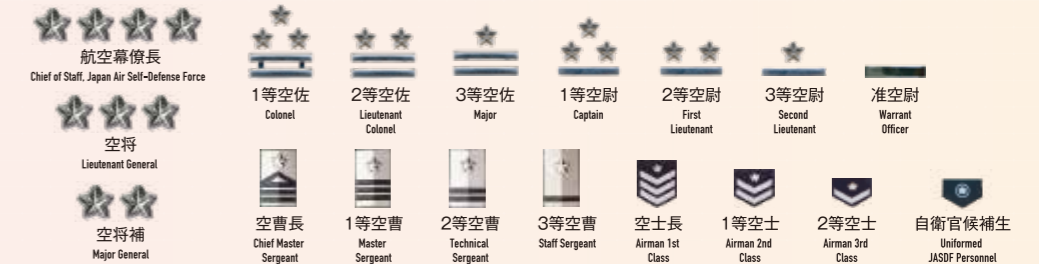 航空幕僚長
Chief of Staff, Japan Air Self-Defense Force
空将
Lieutenant General
空将補
Major General
1等空佐
Colonel
2等空佐
Lieutenant
Colonel
3等空佐
Major
1等空尉
Captain
2等空尉
First
Lieutenant
3等空尉
Second
Lieutenant
准空尉
Warrant
Officer
空曹長
Chief Master
Sergeant
1等空曹
Master
Sergeant
2等空曹
Technical
Sergeant
3等空曹
Staff Sergeant
空士長
Airman 1st
Class
1等空士
Airman 2nd
Class
2等空士
Airman 3rd
Class
自衛官候補生
Uniformed
JASDF Personnel